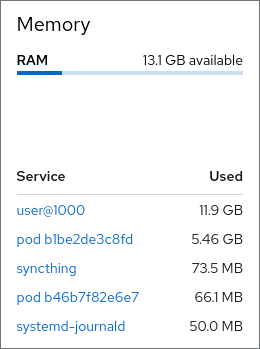 Memory
RAM 13.1 GB available
Service Used
user@1000 11.9 GB
pod b1be2de3c8fd 5.46 GB
syncthing 73.5 MB
pod b46b7f82e6e7 66.1 MB
systemd-journald 50.0 MB